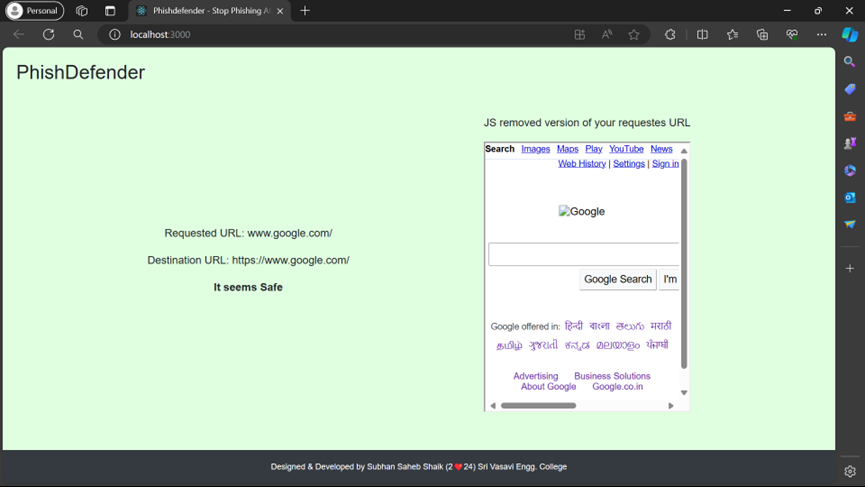 Personal
Phishdefender - Stop Phishing A
localhost:3000
PhishDefender
JS removed version of your requestes URL
Search Images Maps Play YouTube News
Web History | Settings | Sign in
Google
Requested URL: www.google.com/
Destination URL: https://www.google.com/
It seems Safe
Google Search I'm
Google offered in: हिन्दी বাংলা తెలుగు मराठी
தமிழ் ગુજરાતી ಕನ್ನಡ മലയാളം ਪੰਜਾਬੀ
Advertising Business Solutions
About Google Google.co.in
Designed & Developed by Subhan Saheb Shaik (2❤️24) Sri Vasavi Engg. College